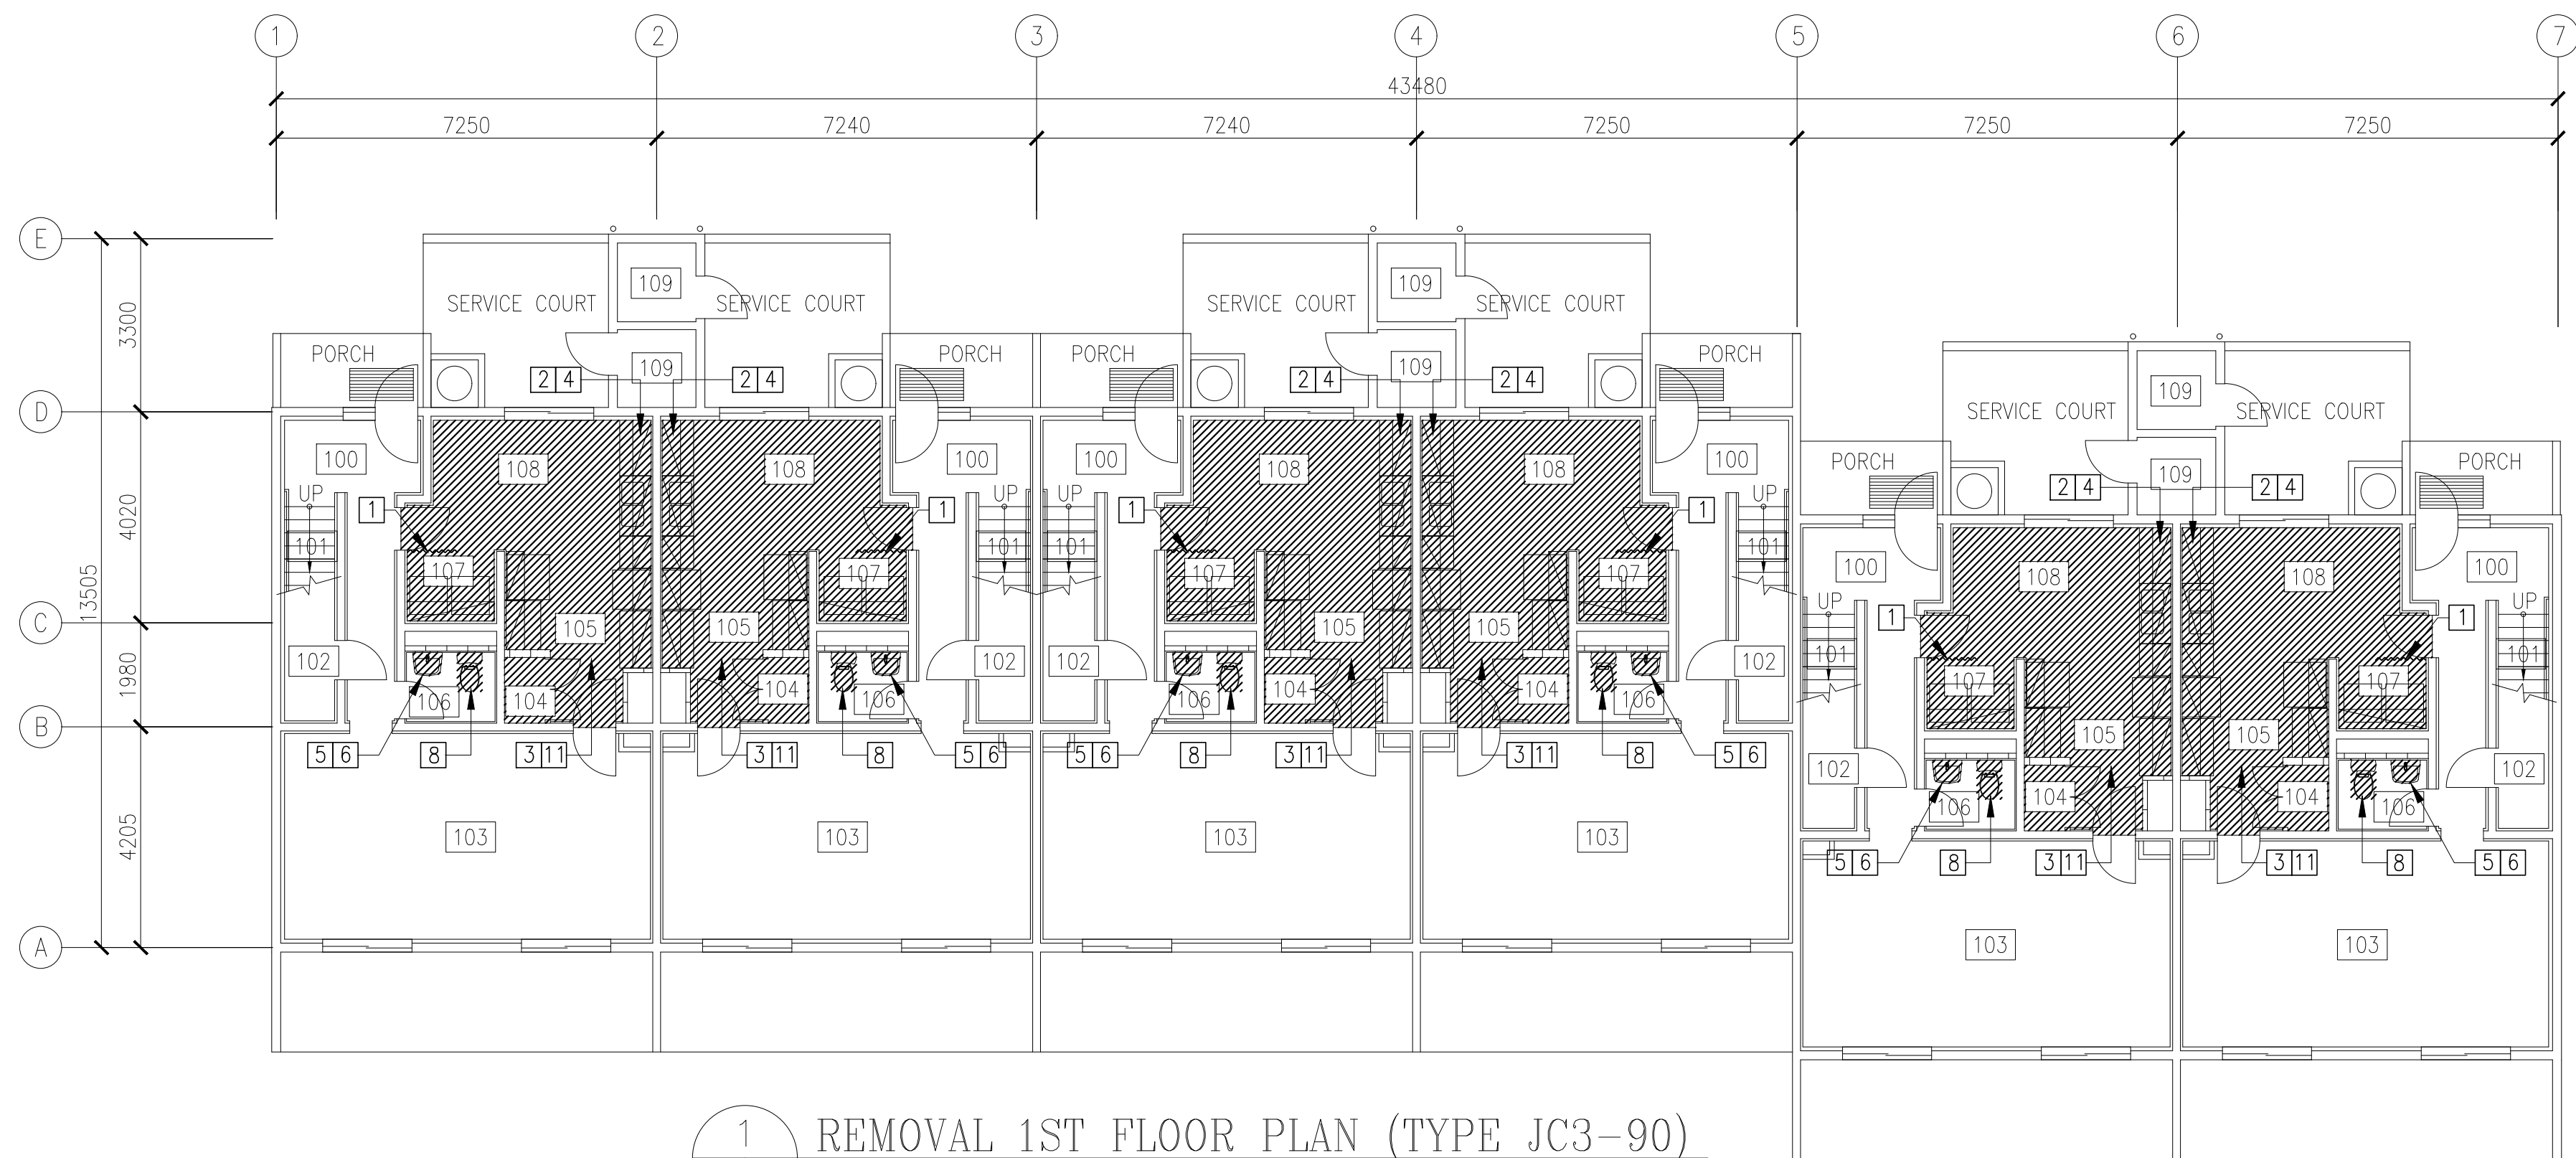 1 2 3 4 5 6 7
43480
7250 7240 7240 7250 7250 7250
E
109 109
SERVICE COURT SERVICE COURT SERVICE COURT SERVICE COURT
3300
PORCH PORCH PORCH PORCH
109 109
2 4 2 4 2 4 2 4
109
SERVICE COURT SERVICE COURT
D
100 108 108 100 100 108 108 100
PORCH PORCH
109
2 4 2 4
UP UP UP UP
1 1 1 1
4020
101 101 101 101
107 107 107 107
100 108 108 100
13505
UP UP
1 1
C
105 105 105 105
101 101
102 102 102 102
1980
107 107
104 104 104 104
106 106 106 106
B
105 105
5 6 8 3 11 3 11 8 5 6 5 6 8 3 11 3 11 8 5 6
102 102
104 104
106 106
4205
103 103 103 103
5 6 8 3 11 3 11 8 5 6
A
103 103
1 REMOVAL 1ST FLOOR PLAN (TYPE JC3-90)